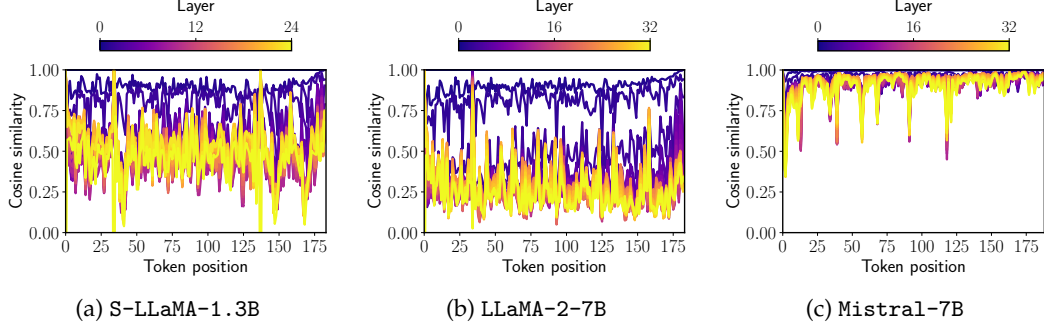 Layer
0 12 24
Cosine similarity
1.00
0.75
0.50
0.25
0.00
0 25 50 75 100 125 150 175
Token position
(a) S-LLaMA-1.3B
Layer
0 16 32
Cosine similarity
1.00
0.75
0.50
0.25
0.00
0 25 50 75 100 125 150 175
Token position
(b) LLaMA-2-7B
Layer
0 16 32
Cosine similarity
1.00
0.75
0.50
0.25
0.00
0 25 50 75 100 125 150 175
Token position
(c) Mistral-7B